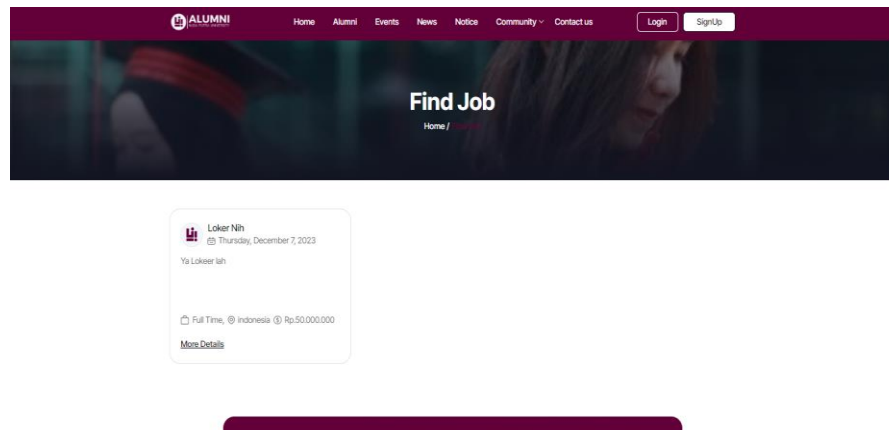 ALUMNI
Home Alumni Events News Notice Community Contact us Login SignUp
Find Job
Home /
Loker Nih
Thursday, December 7, 2023
Ya Lokeer lah
Full Time, Indonesia Rp.50.000.000
More Details